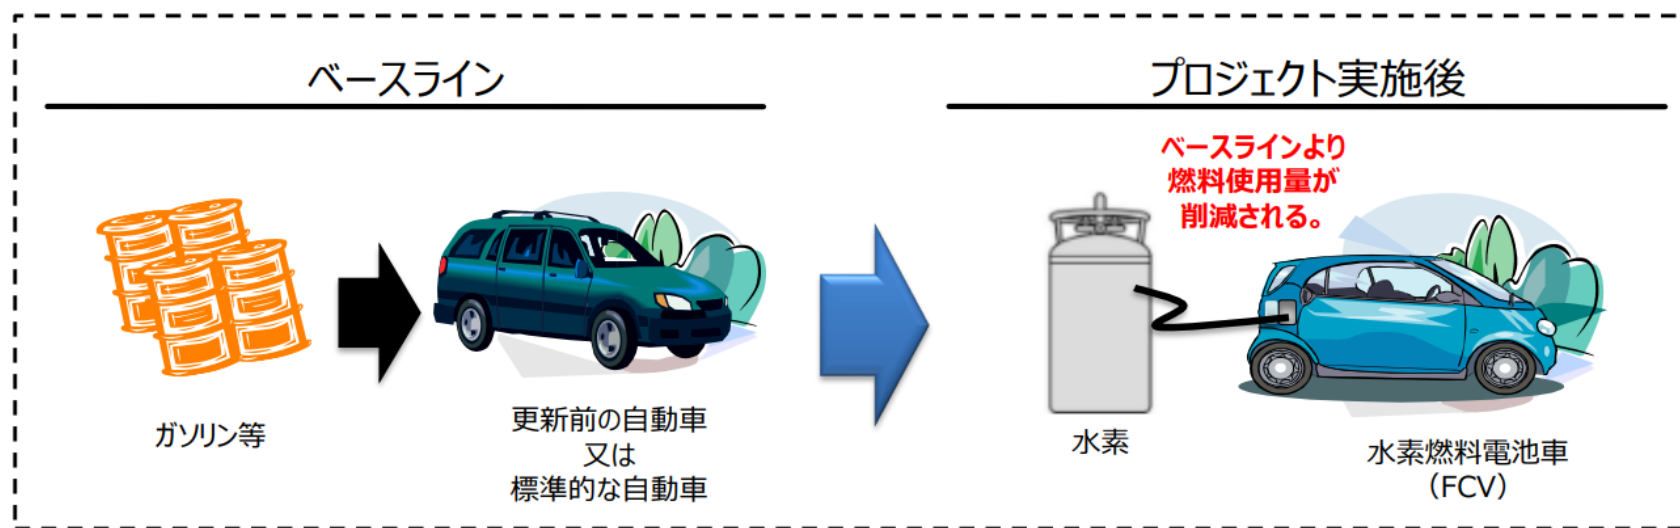 ベースライン
ガソリン等
更新前の自動車
又は
標準的な自動車
プロジェクト実施後
ベースラインより
燃料使用量が
削減される。
水素
水素燃料電池車
（FCV）